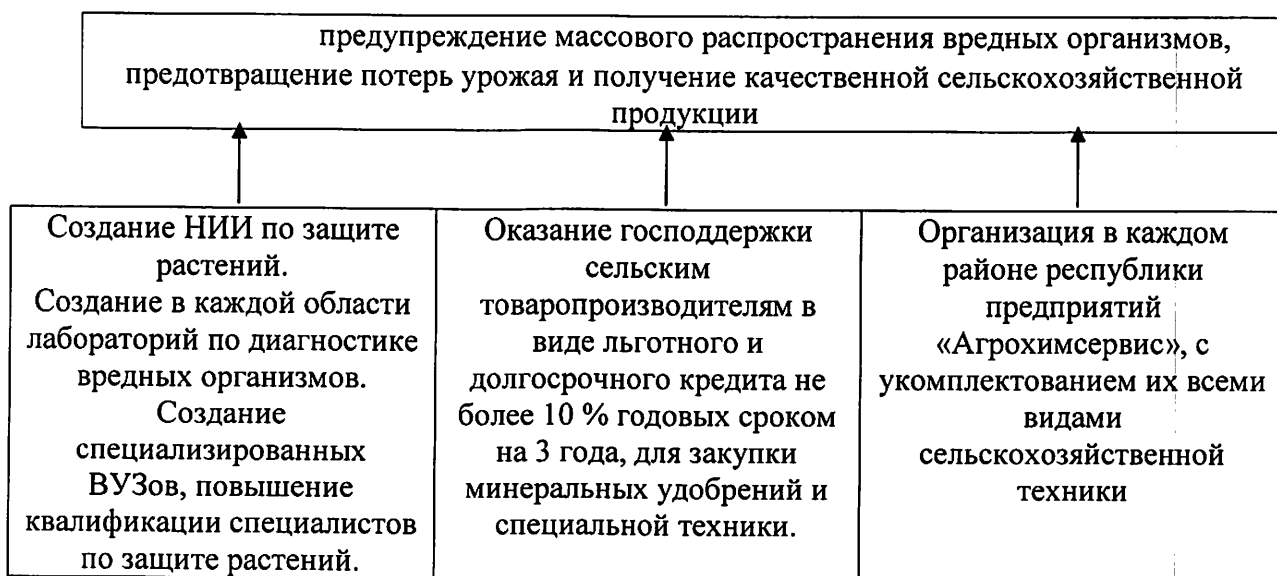 предупреждение массового распространения вредных организмов,
предотвращение потерь урожая и получение качественной сельскохозяйственной
продукции
Создание НИИ по защите
растений.
Создание в каждой области
лабораторий по диагностике
вредных организмов.
Создание
специализированных
ВУЗов, повышение
квалификации специалистов
по защите растений.
Оказание господдержки
сельским
товаропроизводителям в
виде льготного и
долгосрочного кредита не
более 10 % годовых сроком
на 3 года, для закупки
минеральных удобрений и
специальной техники.
Организация в каждом
районе республики
предприятий
«Агрохимсервис», с
укомплектованием их всеми
видами
сельскохозяйственной
техники